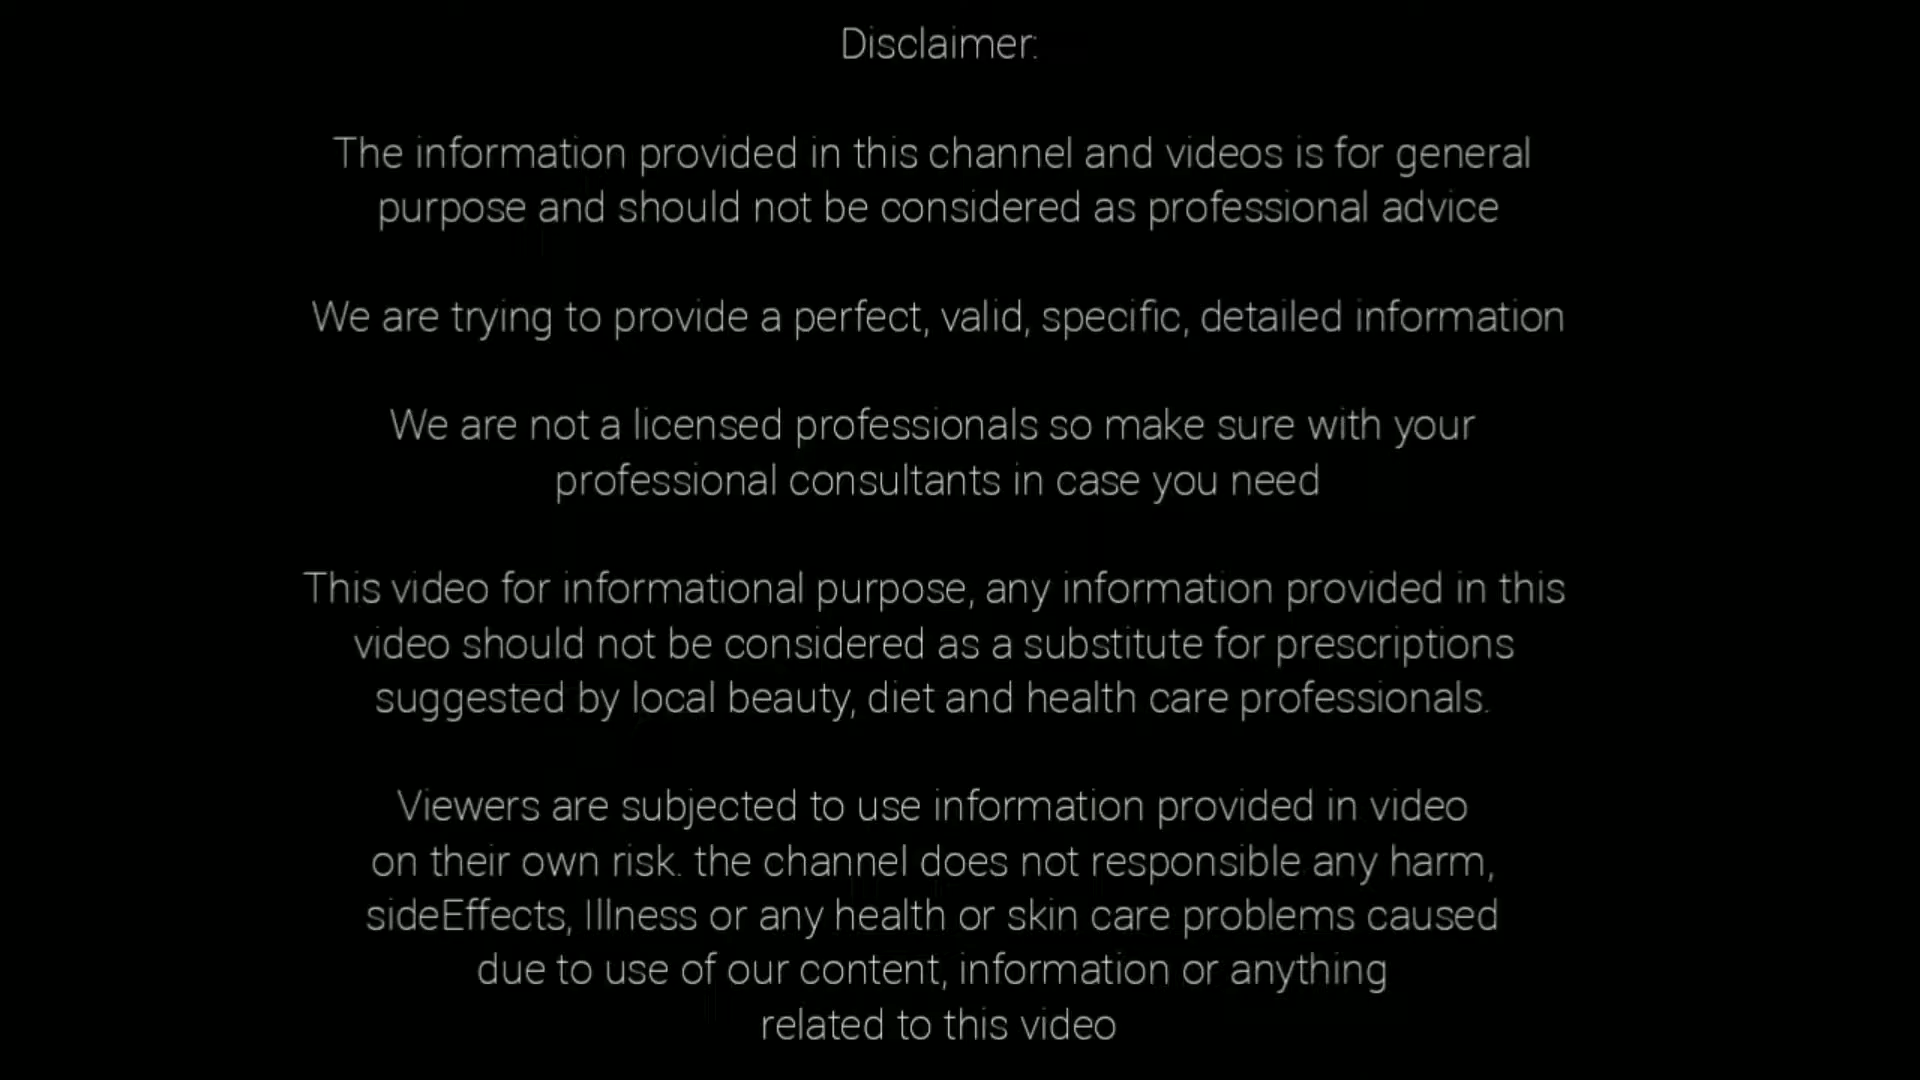 Disclaimer:
The information provided in this channel and videos is for general
purpose and should not be considered as professional advice
We are trying to provide a perfect, valid, specific, detailed information
We are not a licensed professionals so make sure with your
professional consultants in case you need
This video for informational purpose, any information provided in this
video should not be considered as a substitute for prescriptions
suggested by local beauty, diet and health care professionals.
Viewers are subjected to use information provided in video
on their own risk. the channel does not responsible any harm,
sideEffects, Illness or any health or skin care problems caused
due to use of our content, information or anything
related to this video